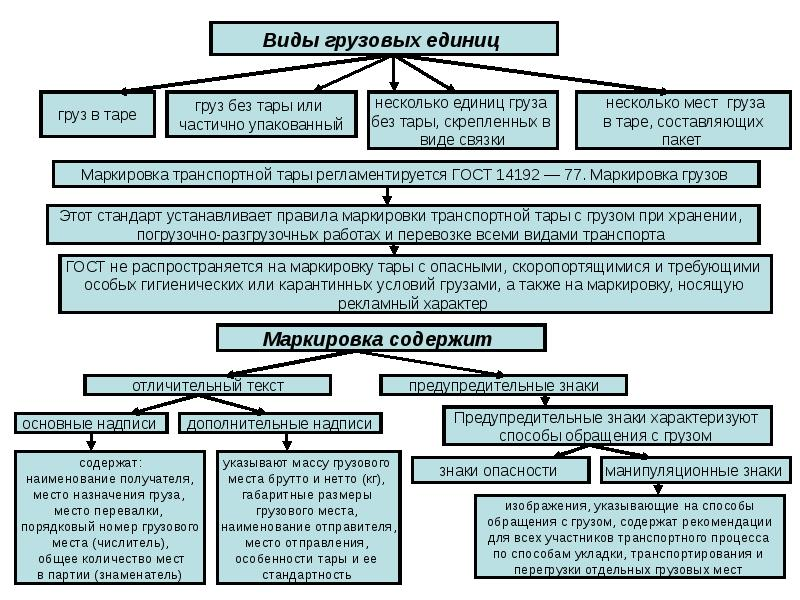 Виды грузовых единиц
груз в таре
груз без тары или
частично упакованный
несколько единиц груза
без тары, скрепленных в
виде связки
несколько мест груза
в таре, составляющих
пакет
Маркировка транспортной тары регламентируется ГОСТ 14192 — 77. Маркировка грузов
Этот стандарт устанавливает правила маркировки транспортной тары с грузом при хранении,
погрузочно-разгрузочных работах и перевозке всеми видами транспорта
ГОСТ не распространяется на маркировку тары с опасными, скоропортящимися и требующими
особых гигиенических или карантинных условий грузами, а также на маркировку, носящую
рекламный характер
Маркировка содержит
отличительный текст
предупредительные знаки
основные надписи
дополнительные надписи
Предупредительные знаки характеризуют
способы обращения с грузом
содержат:
наименование получателя,
место назначения груза,
место перевалки,
порядковый номер грузового
места (числитель),
общее количество мест
в партии (знаменатель)
указывают массу грузового
места брутто и нетто (кг),
габаритные размеры
грузового места,
наименование отправителя,
место отправления,
особенности тары и ее
стандартность
знаки опасности
манипуляционные знаки
изображения, указывающие на способы
обращения с грузом, содержат рекомендации
для всех участников транспортного процесса
по способам укладки, транспортирования и
перегрузки отдельных грузовых мест